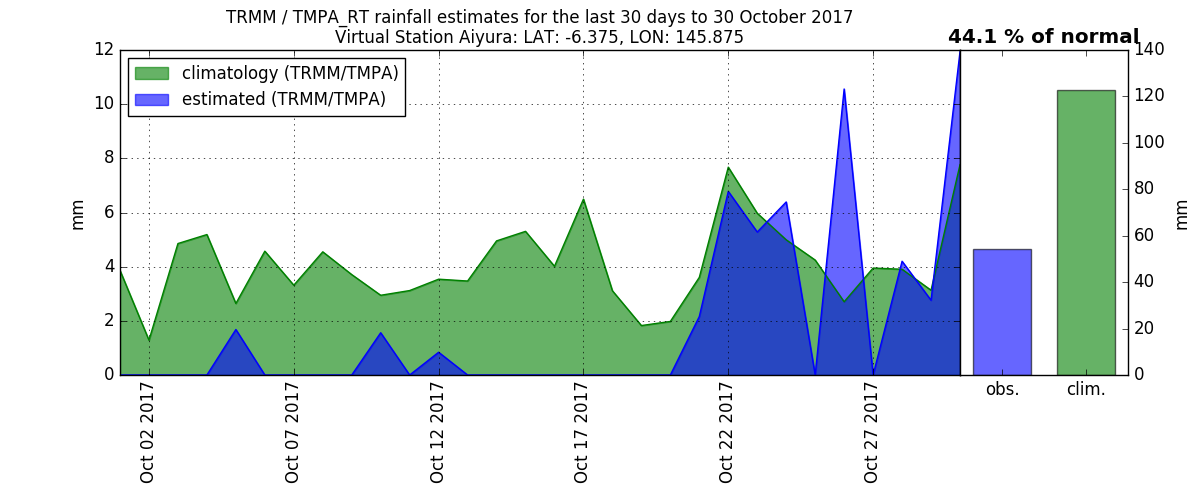 TRMM / TMPA_RT rainfall estimates for the last 30 days to 30 October 2017
Virtual Station Aiyura: LAT: -6.375, LON: 145.875
44.1 % of normal
climatology (TRMM/TMPA)
estimated (TRMM/TMPA)
mm
12
10
8
6
4
2
0
Oct 02 2017
Oct 07 2017
Oct 12 2017
Oct 17 2017
Oct 22 2017
Oct 27 2017
140
120
100
80
60
40
20
0
mm
obs.
clim.